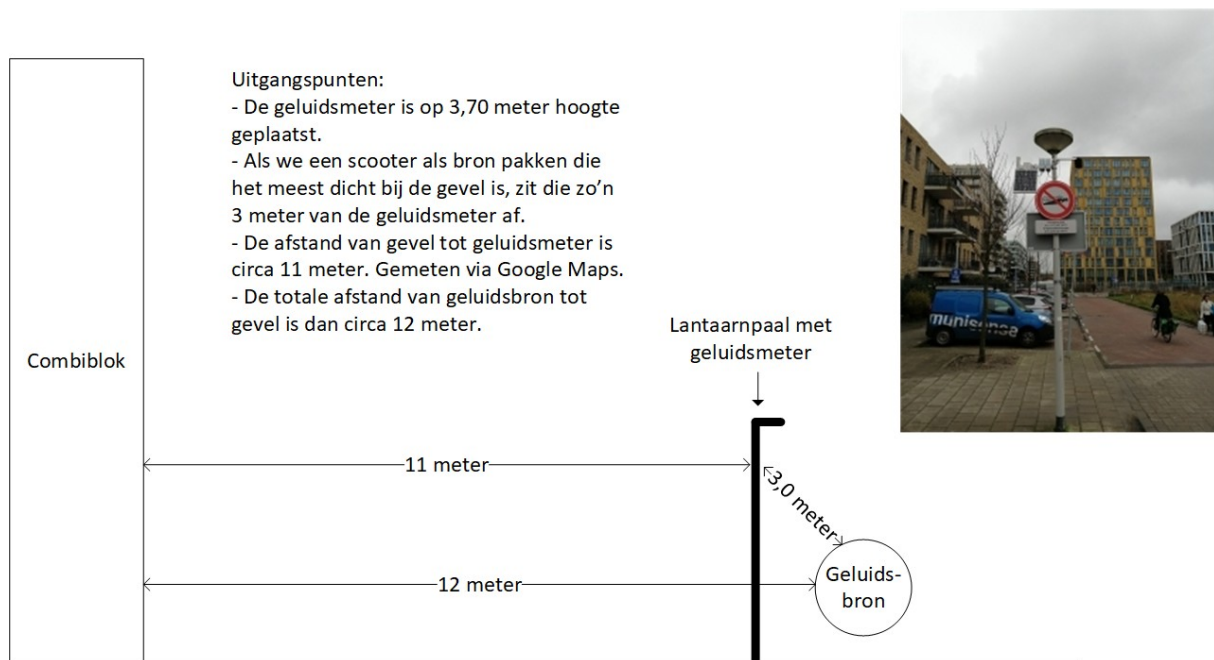 Uitgangspunten:
- De geluidsmeter is op 3,70 meter hoogte
geplaatst.
- Als we een scooter als bron pakken die
het meest dicht bij de gevel is, zit die zo’n
3 meter van de geluidsmeter af.
- De afstand van gevel tot geluidsmeter is
circa 11 meter. Gemeten via Google Maps.
- De totale afstand van geluidsbron tot
gevel is dan circa 12 meter.
Lantaarnpaal met
geluidsmeter
Combiblok
11 meter
3,0 meter
12 meter
Geluids-
bron
munisense